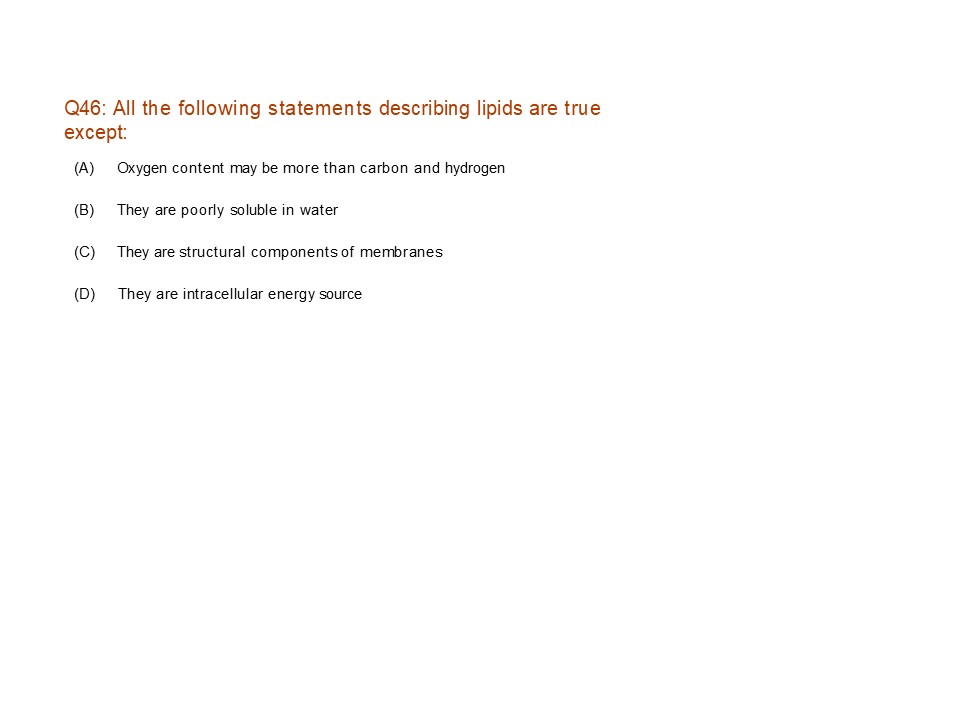 Q46: All the following statements describing lipids are true
except:
(A) Oxygen content may be more than carbon and hydrogen
(B) They are poorly soluble in water
(C) They are structural components of membranes
(D) They are intracellular energy source